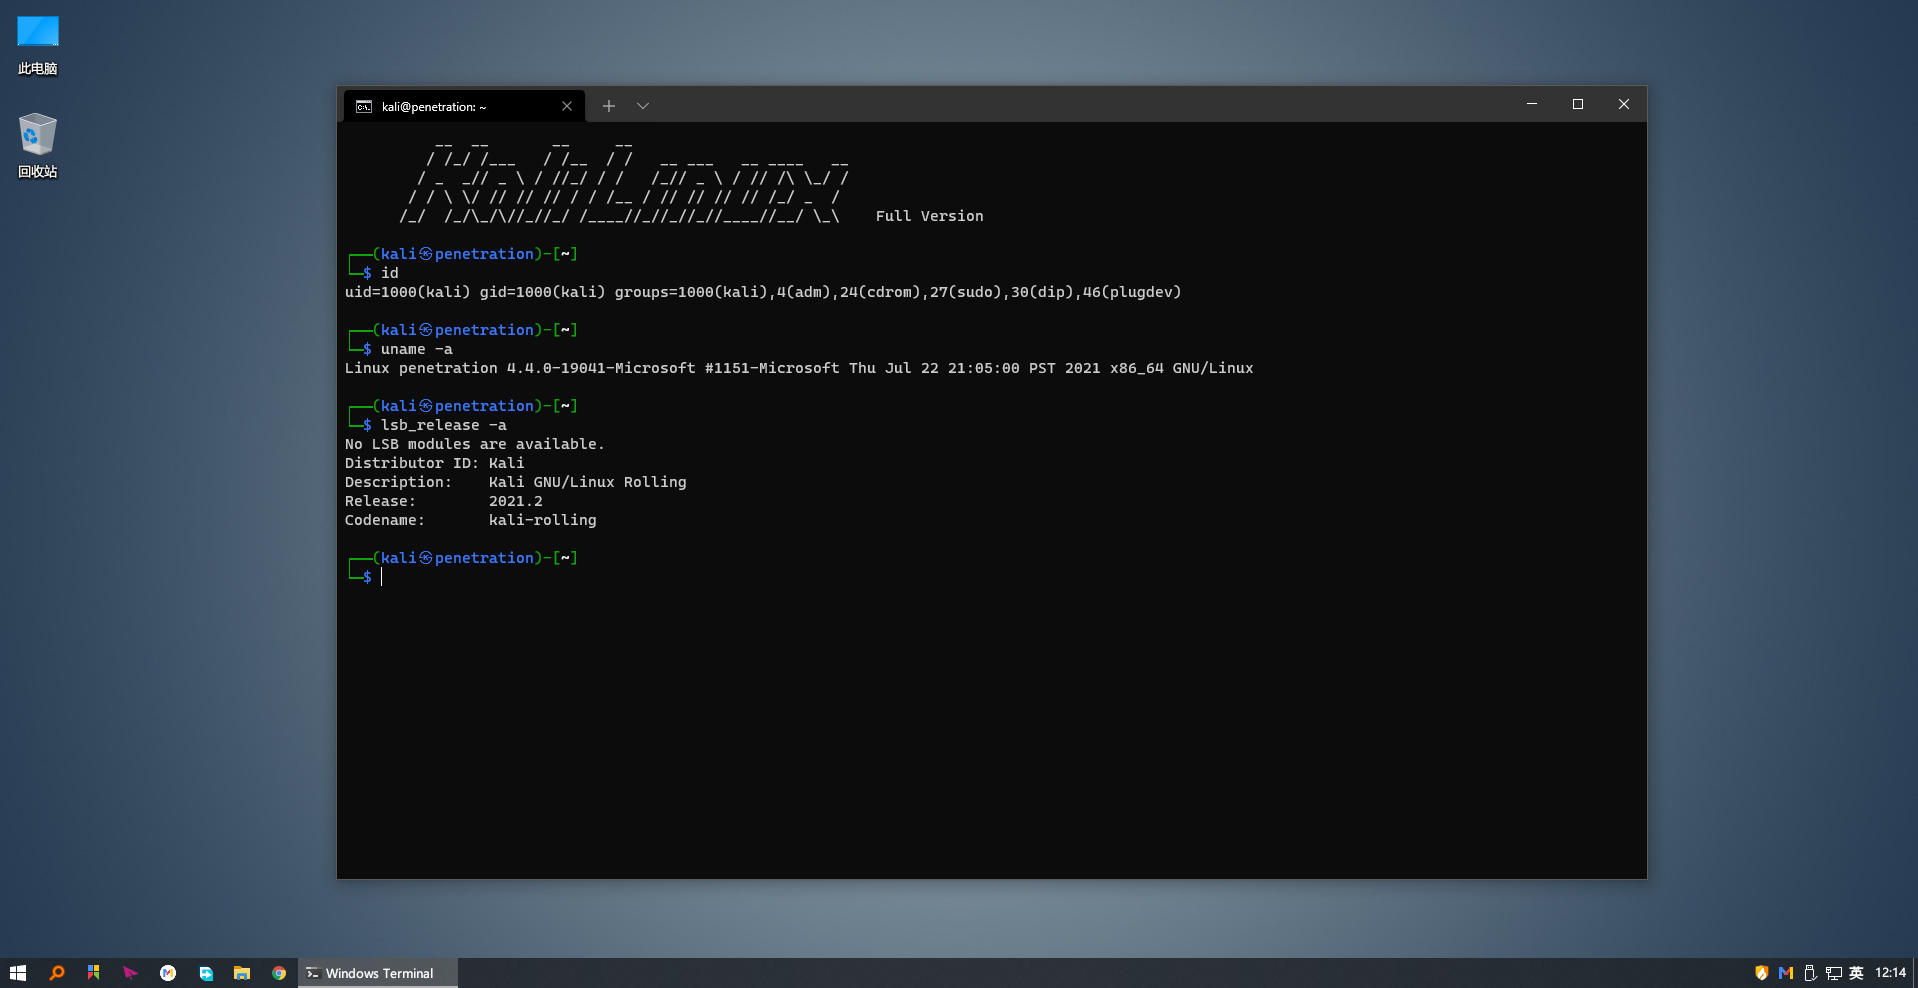 此电脑
回收站
kali@penetration: ~
Kali Linux Full Version
┌──(kali㉿penetration)-[~]
└─$ id
uid=1000(kali) gid=1000(kali) groups=1000(kali),4(adm),24(cdrom),27(sudo),30(dip),46(plugdev)
┌──(kali㉿penetration)-[~]
└─$ uname -a
Linux penetration 4.4.0-19041-Microsoft #1151-Microsoft Thu Jul 22 21:05:00 PST 2021 x86_64 GNU/Linux
┌──(kali㉿penetration)-[~]
└─$ lsb_release -a
No LSB modules are available.
Distributor ID: Kali
Description:    Kali GNU/Linux Rolling
Release:        2021.2
Codename:       kali-rolling
┌──(kali㉿penetration)-[~]
└─$
Windows Terminal
英 12:14